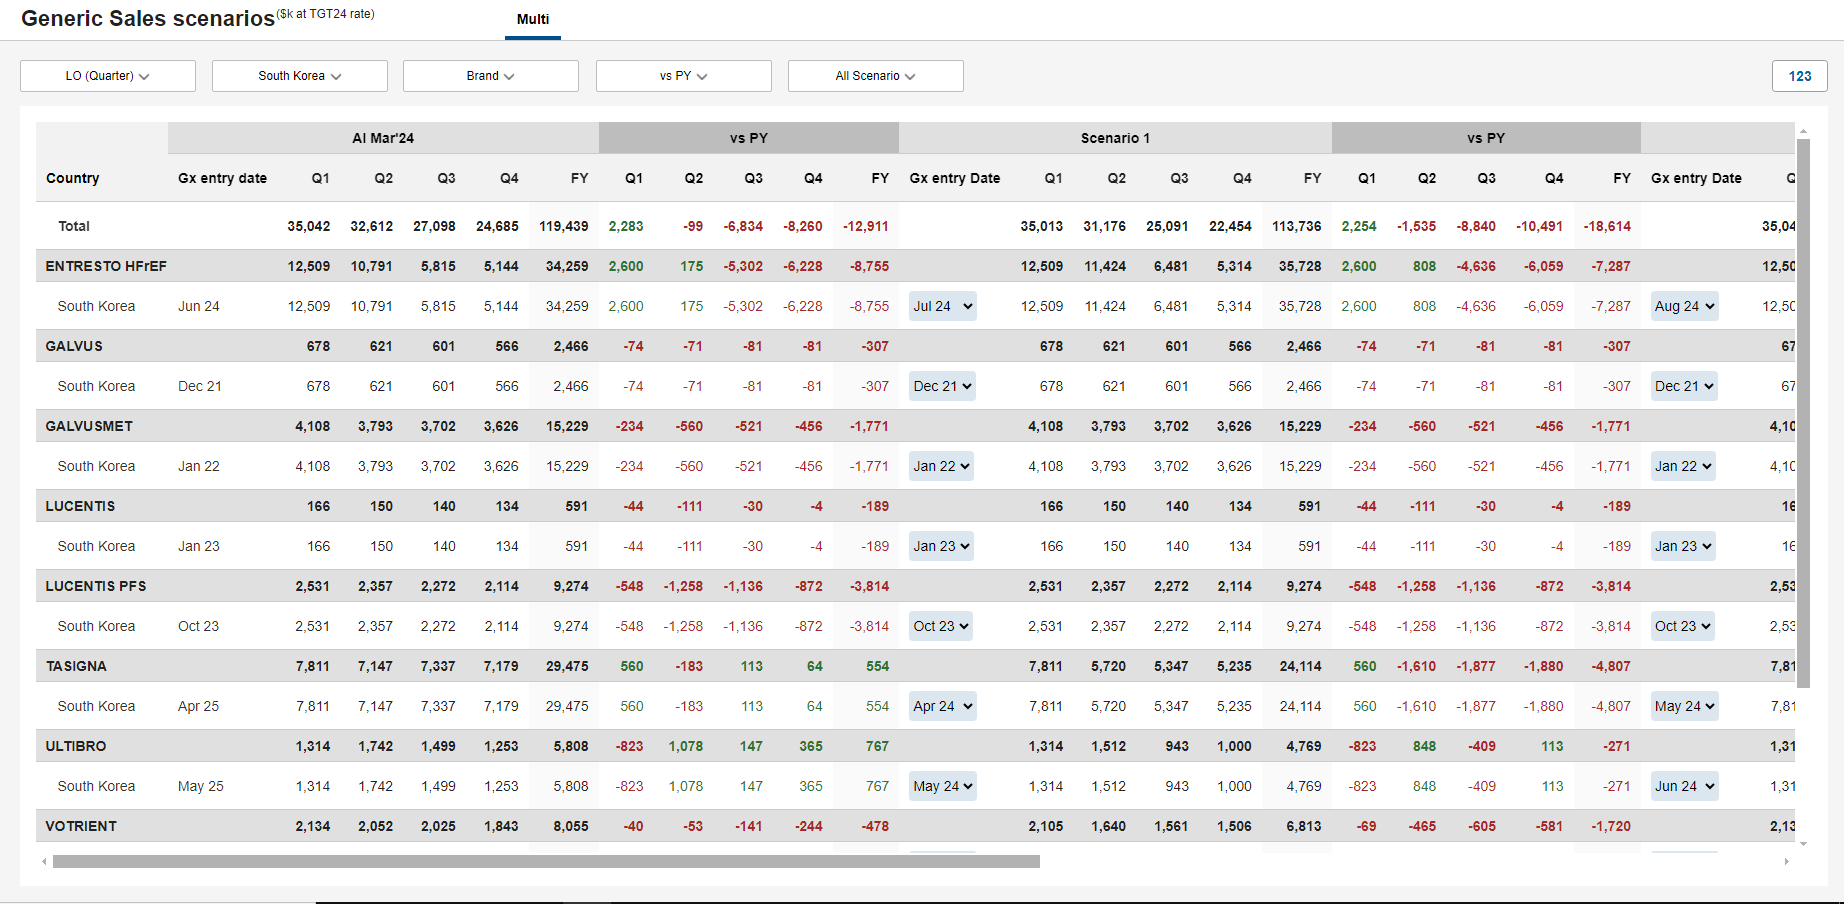 Generic Sales scenarios ($k at TGT24 rate) Multi
LO (Quarter) South Korea Brand vs PY All Scenario 123
AI Mar'24 vs PY Scenario 1 vs PY
Country Gx entry date Q1 Q2 Q3 Q4 FY Q1 Q2 Q3 Q4 FY Gx entry Date Q1 Q2 Q3 Q4 FY Q1 Q2 Q3 Q4 FY Gx entry Date
Total 35,042 32,612 27,098 24,685 119,439 2,283 -99 -6,834 -8,260 -12,911 35,013 31,176 25,091 22,454 113,736 2,254 -1,535 -8,840 -10,491 -18,614 35,04
ENTRESTO HFrEF 12,509 10,791 5,815 5,144 34,259 2,600 175 -5,302 -6,228 -8,755 12,509 11,424 6,481 5,314 35,728 2,600 808 -4,636 -6,059 -7,287 12,50
South Korea Jun 24 12,509 10,791 5,815 5,144 34,259 2,600 175 -5,302 -6,228 -8,755 Jul 24 12,509 11,424 6,481 5,314 35,728 2,600 808 -4,636 -6,059 -7,287 Aug 24 12,50
GALVUS 678 621 601 566 2,466 -74 -71 -81 -81 -307 678 621 601 566 2,466 -74 -71 -81 -81 -307 67
South Korea Dec 21 678 621 601 566 2,466 -74 -71 -81 -81 -307 Dec 21 678 621 601 566 2,466 -74 -71 -81 -81 -307 Dec 21 67
GALVUSMET 4,108 3,793 3,702 3,626 15,229 -234 -560 -521 -456 -1,771 4,108 3,793 3,702 3,626 15,229 -234 -560 -521 -456 -1,771 4,10
South Korea Jan 22 4,108 3,793 3,702 3,626 15,229 -234 -560 -521 -456 -1,771 Jan 22 4,108 3,793 3,702 3,626 15,229 -234 -560 -521 -456 -1,771 Jan 22 4,10
LUCENTIS 166 150 140 134 591 -44 -111 -30 -4 -189 166 150 140 134 591 -44 -111 -30 -4 -189 16
South Korea Jan 23 166 150 140 134 591 -44 -111 -30 -4 -189 Jan 23 166 150 140 134 591 -44 -111 -30 -4 -189 Jan 23 16
LUCENTIS PFS 2,531 2,357 2,272 2,114 9,274 -548 -1,258 -1,136 -872 -3,814 2,531 2,357 2,272 2,114 9,274 -548 -1,258 -1,136 -872 -3,814 2,53
South Korea Oct 23 2,531 2,357 2,272 2,114 9,274 -548 -1,258 -1,136 -872 -3,814 Oct 23 2,531 2,357 2,272 2,114 9,274 -548 -1,258 -1,136 -872 -3,814 Oct 23 2,53
TASIGNA 7,811 7,147 7,337 7,179 29,475 560 -183 113 64 554 7,811 5,720 5,347 5,235 24,114 560 -1,610 -1,877 -1,880 -4,807 7,81
South Korea Apr 25 7,811 7,147 7,337 7,179 29,475 560 -183 113 64 554 Apr 24 7,811 5,720 5,347 5,235 24,114 560 -1,610 -1,877 -1,880 -4,807 May 24 7,81
ULTIBRO 1,314 1,742 1,499 1,253 5,808 -823 1,078 147 365 767 1,314 1,512 943 1,000 4,769 -823 848 -409 113 -271 1,31
South Korea May 25 1,314 1,742 1,499 1,253 5,808 -823 1,078 147 365 767 May 24 1,314 1,512 943 1,000 4,769 -823 848 -409 113 -271 Jun 24 1,31
VOTRIENT 2,134 2,052 2,025 1,843 8,055 -40 -53 -141 -244 -478 2,105 1,640 1,561 1,506 6,813 -69 -465 -605 -581 -1,720 2,13